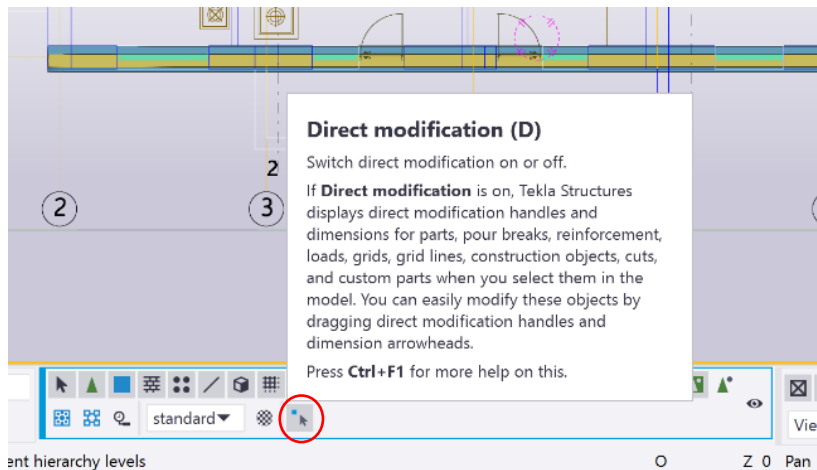 Direct modification (D)
Switch direct modification on or off.
If Direct modification is on, Tekla Structures
displays direct modification handles and
dimensions for parts, pour breaks, reinforcement,
loads, grids, grid lines, construction objects, cuts,
and custom parts when you select them in the
model. You can easily modify these objects by
dragging direct modification handles and
dimension arrowheads.
Press Ctrl+F1 for more help on this.
2
2
3
standard
Vie
ent hierarchy levels
O
Z 0
Pan